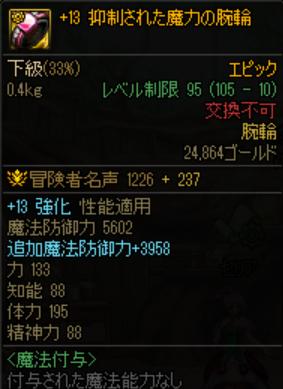 +13 抑制された魔力の腕輪
下級(33%) エピック
0.4kg レベル制限 95 (105 - 10)
交換不可
腕輪
24,864ゴールド
冒険者名声 1226 + 237
+13 強化 性能適用
魔法防御力 5602
追加魔法防御力+3958
力 133
知能 88
体力 195
精神力 88
<魔法付与>
付与された魔法能力なし